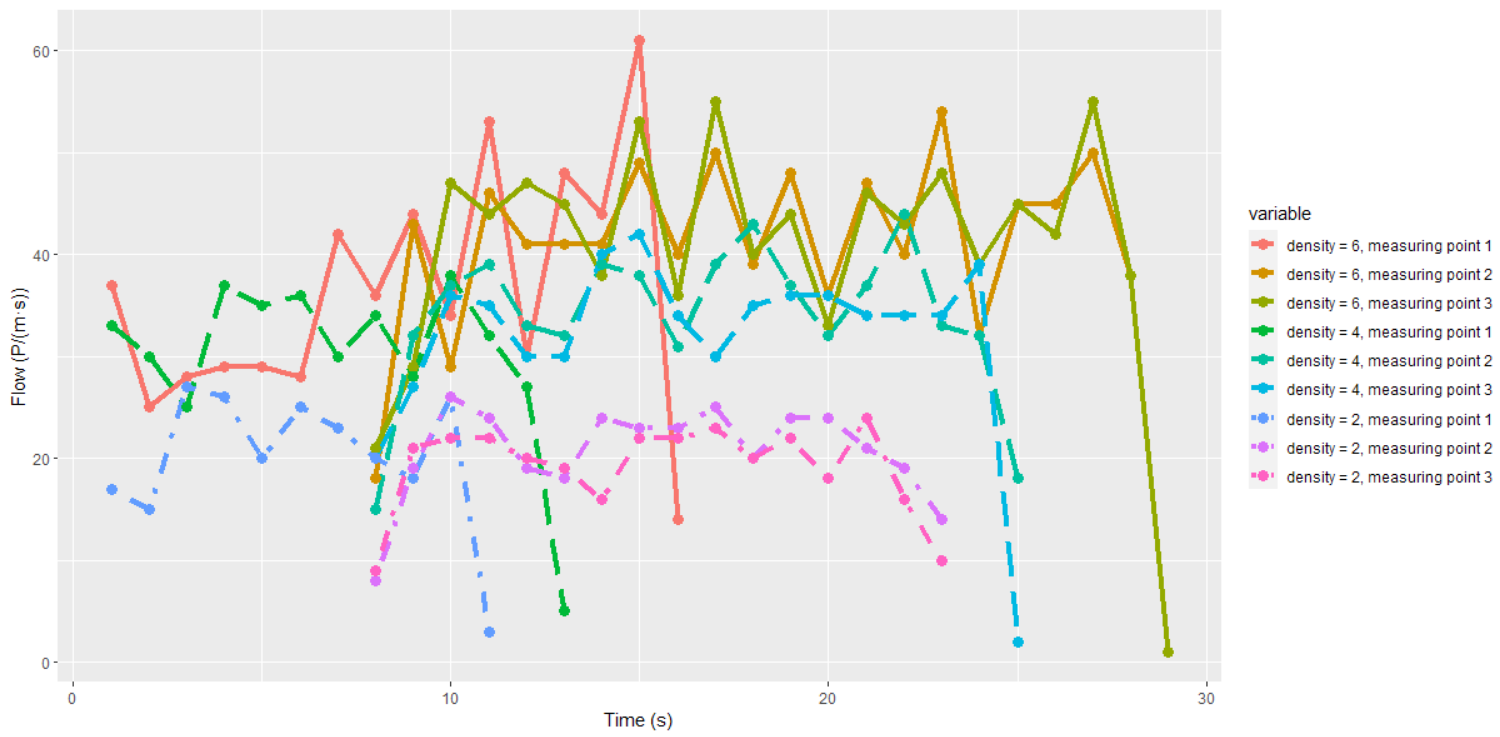 60
40
20
0
Flow (P/(m·s))
0 10 20 30
Time (s)
variable
density = 6, measuring point 1
density = 6, measuring point 2
density = 6, measuring point 3
density = 4, measuring point 1
density = 4, measuring point 2
density = 4, measuring point 3
density = 2, measuring point 1
density = 2, measuring point 2
density = 2, measuring point 3